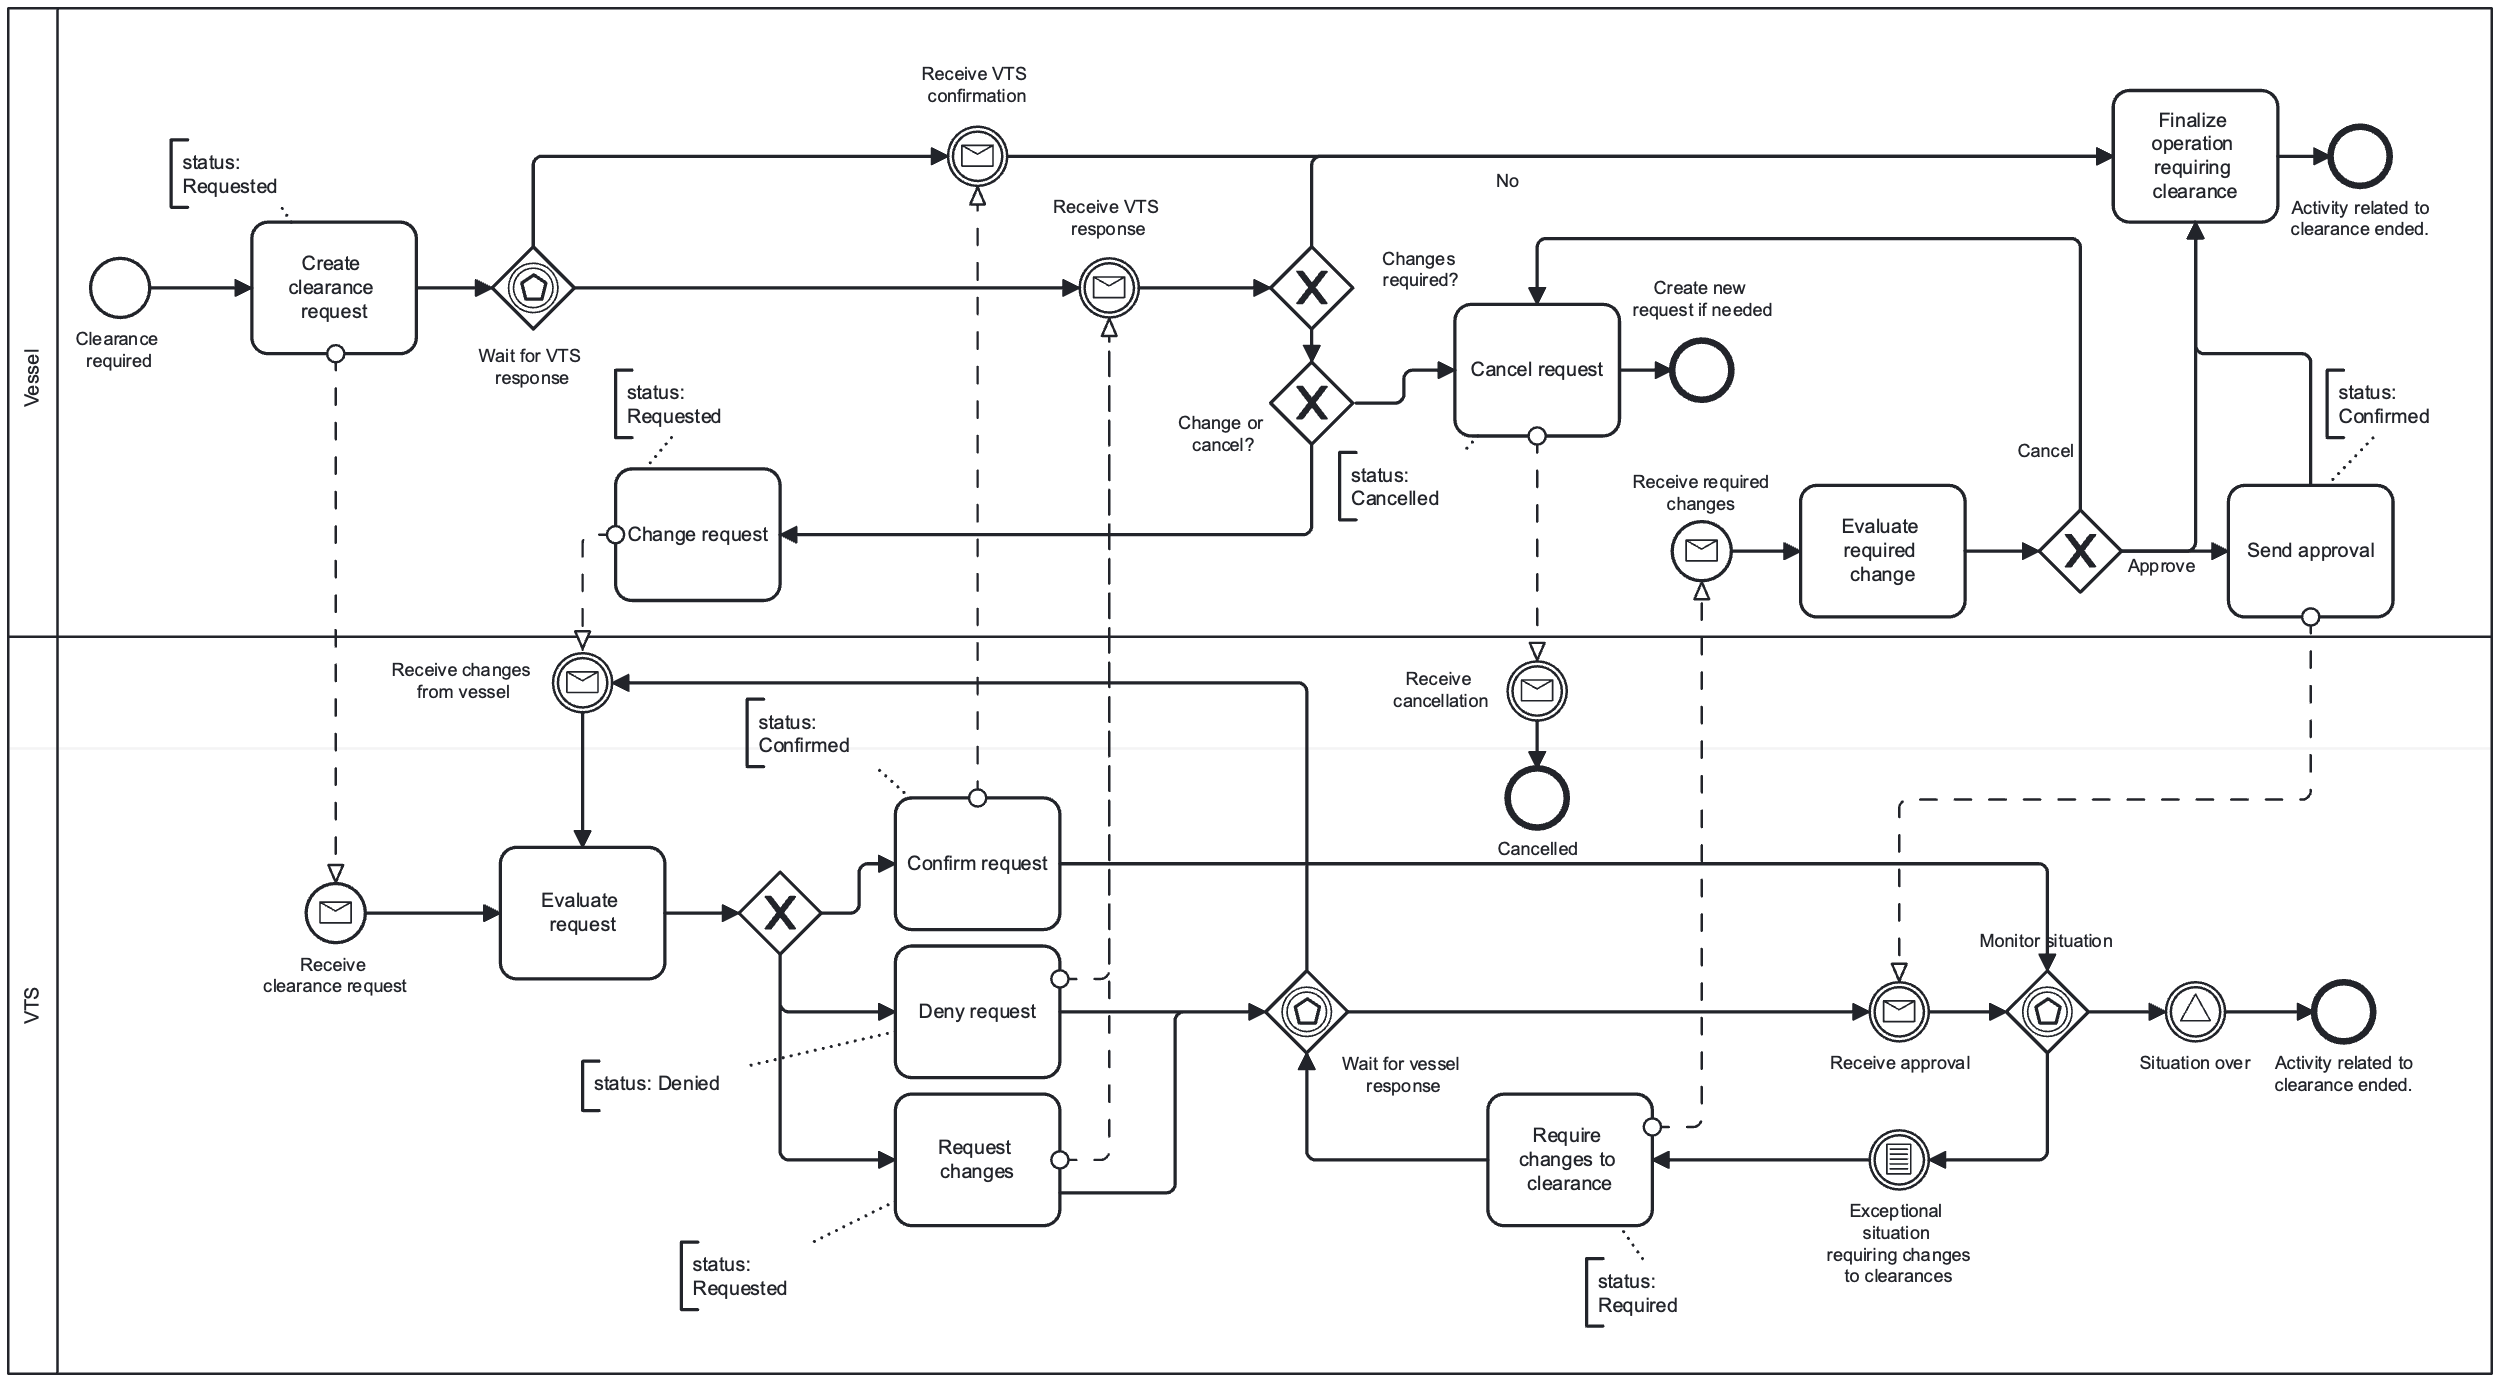 Vessel
Receive VTS
confirmation
status:
Requested
Create
clearance
request
Clearance
required
Wait for VTS
response
Receive VTS
response
No
Changes
required?
Change or
cancel?
status:
Requested
Change request
Cancel request
Create new
request if needed
status:
Cancelled
Receive required
changes
Evaluate
required
change
Cancel
Approve
Send approval
status:
Confirmed
Finalize
operation
requiring
clearance
Activity related to
clearance ended.
VTS
Receive changes
from vessel
status:
Confirmed
Receive
cancellation
Cancelled
Receive
clearance request
Evaluate
request
Confirm request
Deny request
status: Denied
Request
changes
status:
Requested
Wait for vessel
response
Require
changes to
clearance
status:
Required
Receive approval
Monitor situation
Situation over
Activity related to
clearance ended.
Exceptional
situation
requiring changes
to clearances